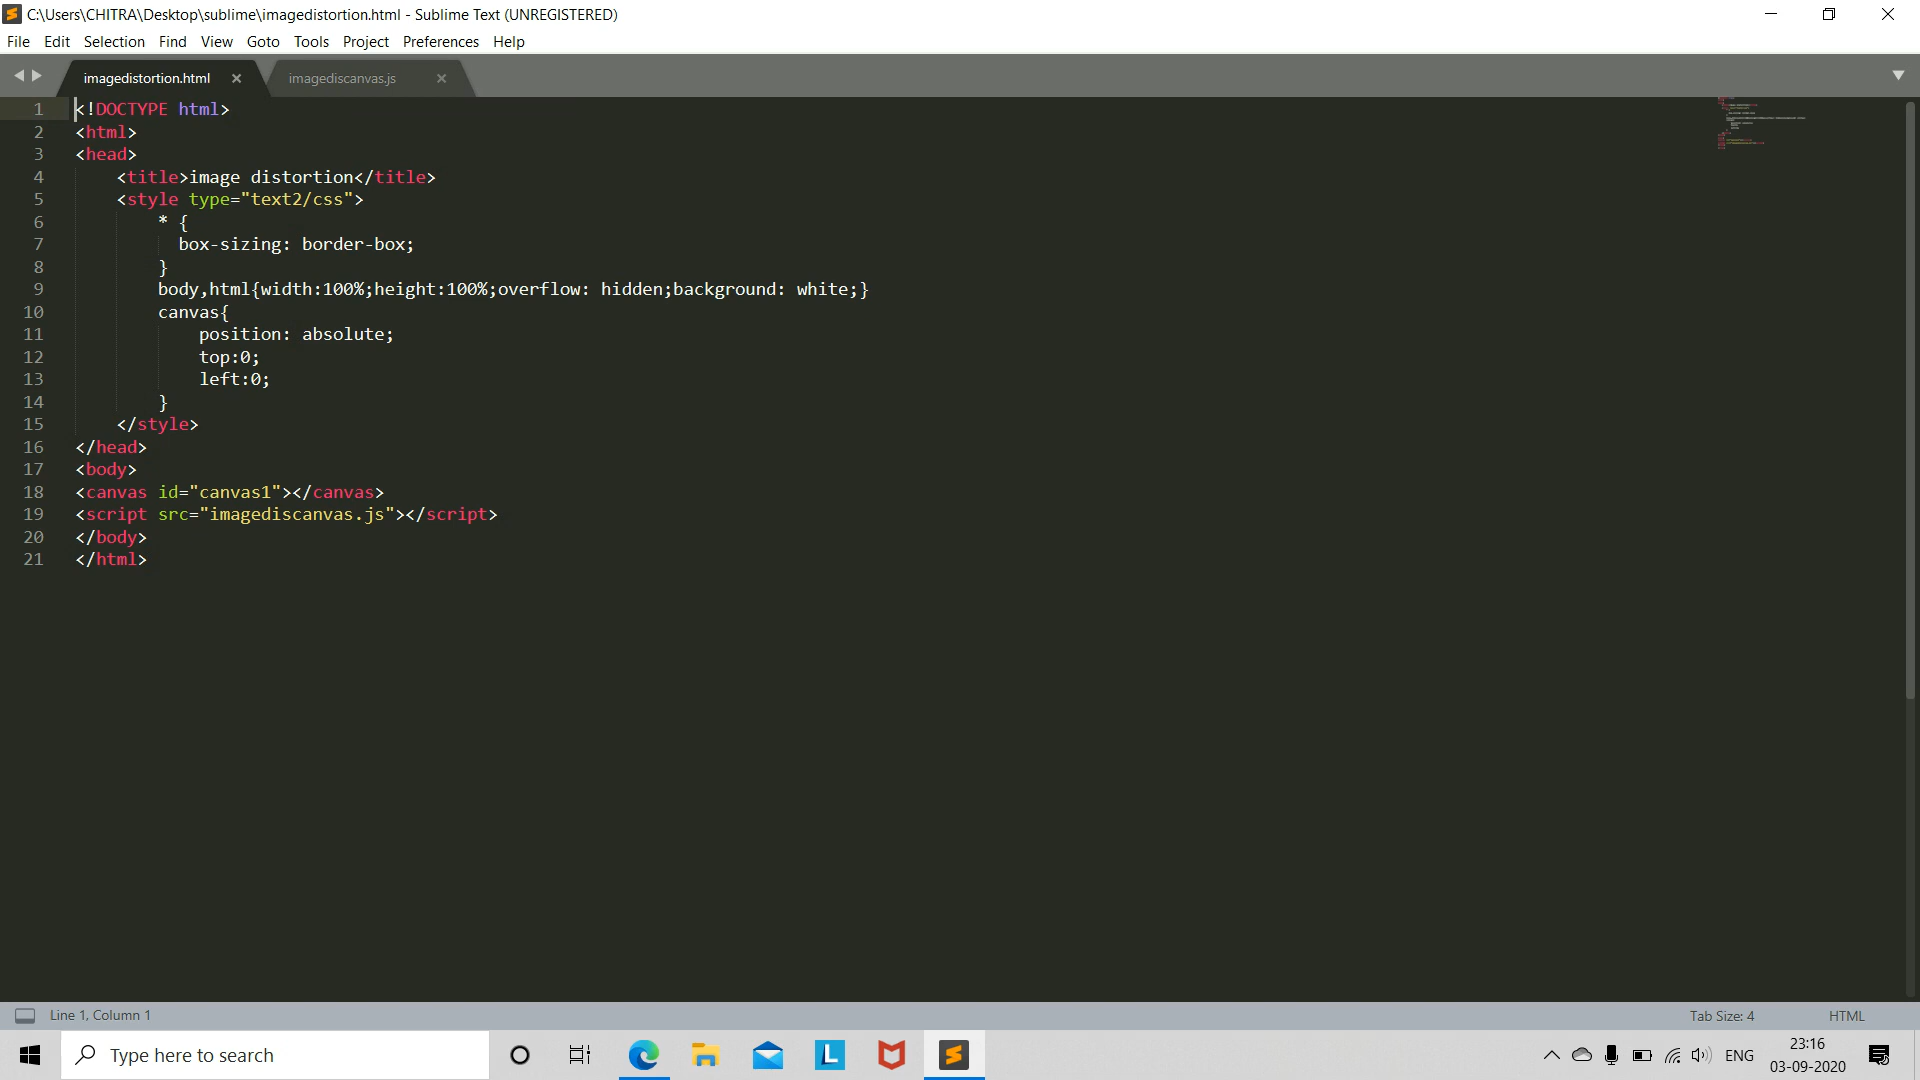 C:\Users\CHITRA\Desktop\sublime\imagedistortion.html - Sublime Text (UNREGISTERED)
File Edit Selection Find View Goto Tools Project Preferences Help
imagedistortion.html imagediscanvas.js
1 <!DOCTYPE html>
2 <html>
3 <head>
4 <title>image distortion</title>
5 <style type="text2/css">
6 * {
7 box-sizing: border-box;
8 }
9 body,html{width:100%;height:100%;overflow: hidden;background: white;}
10 canvas{
11 position: absolute;
12 top:0;
13 left:0;
14 }
15 </style>
16 </head>
17 <body>
18 <canvas id="canvas1"></canvas>
19 <script src="imagediscanvas.js"></script>
20 </body>
21 </html>
Line 1, Column 1 Tab Size: 4 HTML
Type here to search L ENG 23:16
03-09-2020